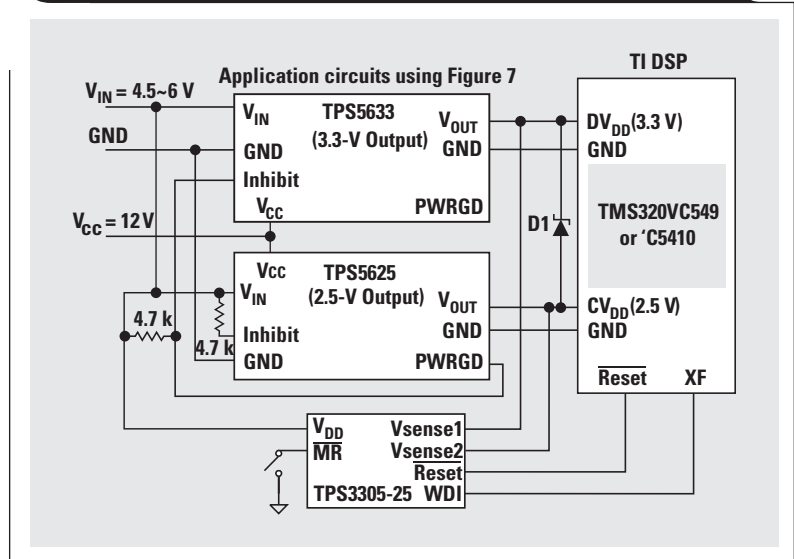 Application circuits using Figure 7
TI DSP
V_IN = 4.5~6 V
GND
V_CC = 12 V
V_IN
TPS5633
(3.3-V Output)
V_OUT
GND
GND
Inhibit
V_CC
PWRGD
DV_DD(3.3 V)
GND
TMS320VC549
or 'C5410
D1
VCC
TPS5625
V_IN
(2.5-V Output)
V_OUT
Inhibit
GND
GND
PWRGD
4.7 k
4.7 k
CV_DD(2.5 V)
GND
Reset
XF
V_DD
Vsense1
MR
Vsense2
Reset
TPS3305-25
WDI